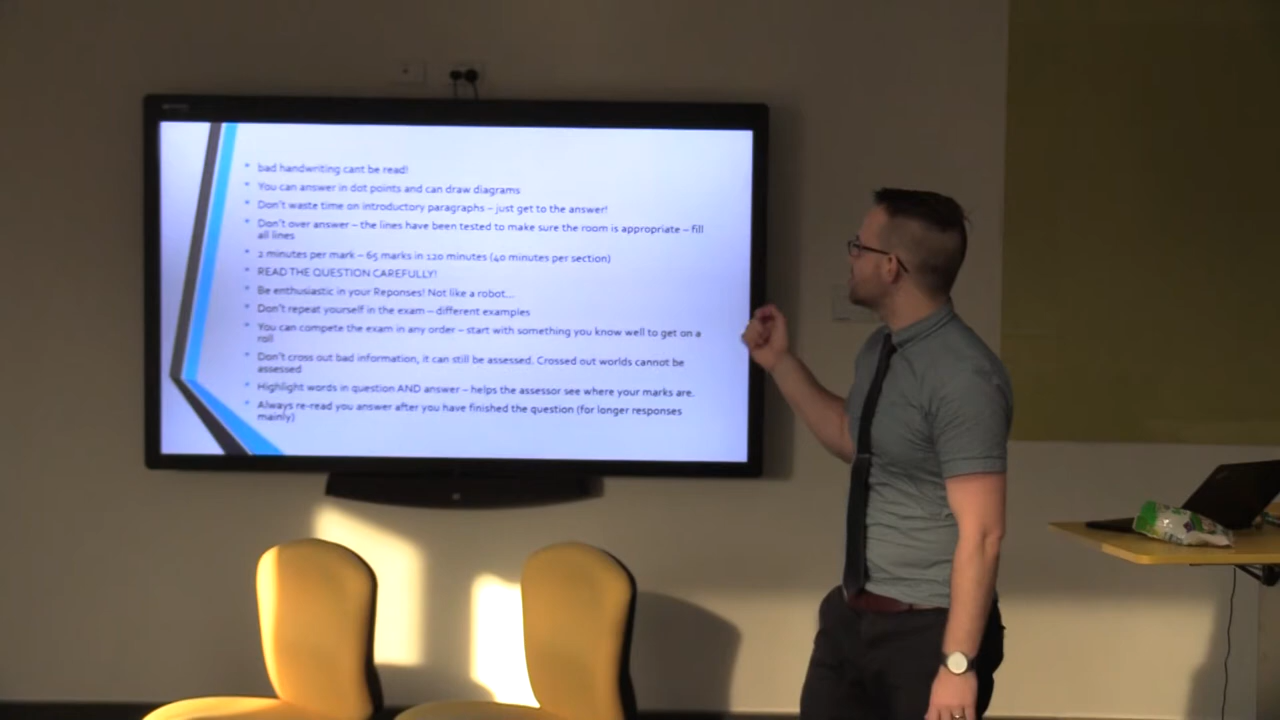 bad handwriting cant be read!
You can answer in dot points and can draw diagrams
Don't waste time on introductory paragraphs – just get to the answer!
Don't over answer – the lines have been tested to make sure the room is appropriate – fill
all lines
2 minutes per mark – 65 marks in 120 minutes (40 minutes per section)
READ THE QUESTION CAREFULLY!
Be enthusiastic in your Reponses! Not like a robot...
Don't repeat yourself in the exam – different examples
You can compete the exam in any order – start with something you know well to get on a
roll
Don't cross out bad information, it can still be assessed. Crossed out worlds cannot be
assessed
Highlight words in question AND answer – helps the assessor see where your marks are.
Always re-read you answer after you have finished the question (for longer responses
mainly)